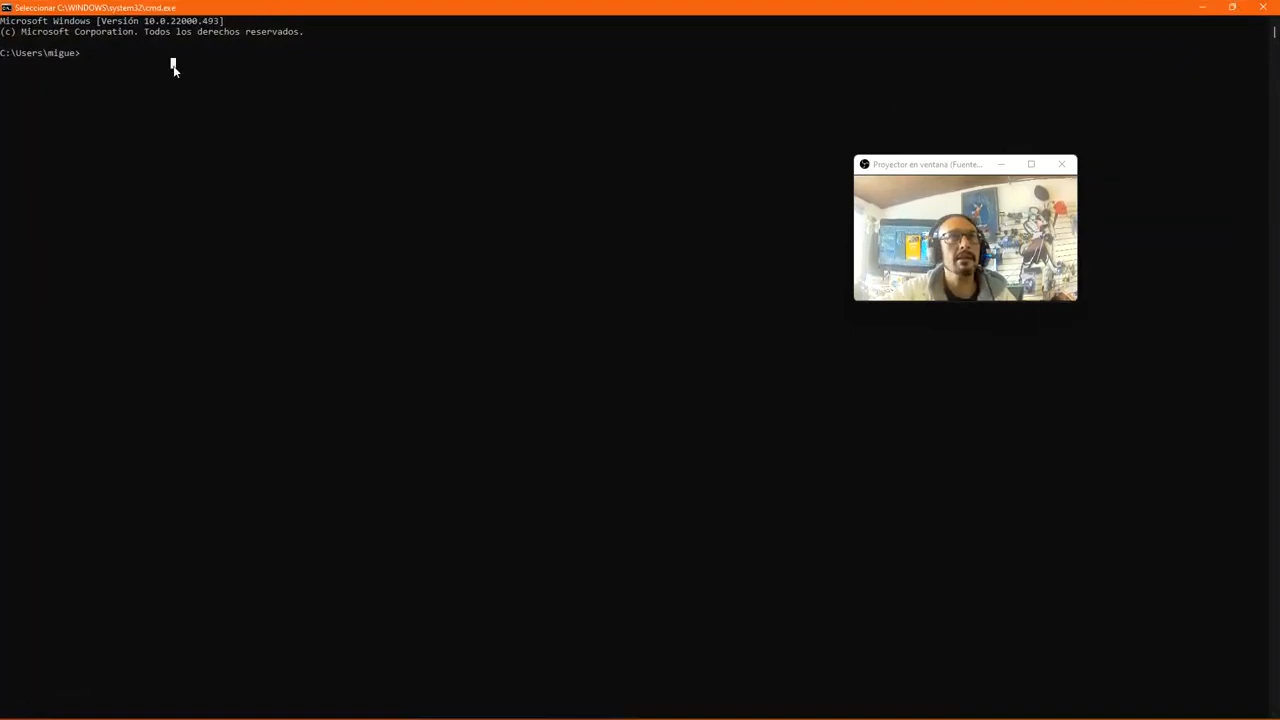 Seleccionar C:\WINDOWS\system32\cmd.exe
Microsoft Windows [Versión 10.0.22000.493]
(c) Microsoft Corporation. Todos los derechos reservados.
C:\Users\migue>
Proyector en ventana (Fuente...